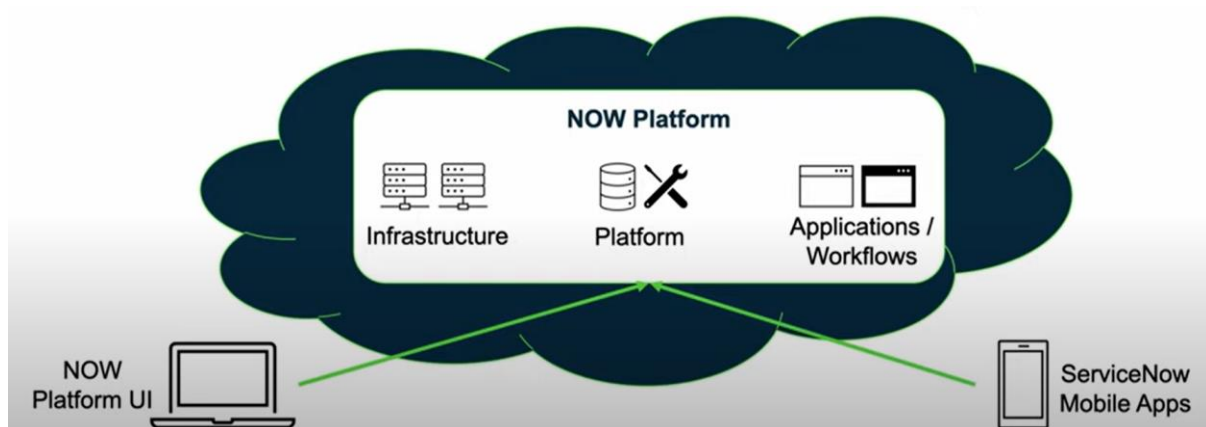 NOW Platform
Infrastructure
Platform
Applications /
Workflows
NOW
Platform UI
ServiceNow
Mobile Apps